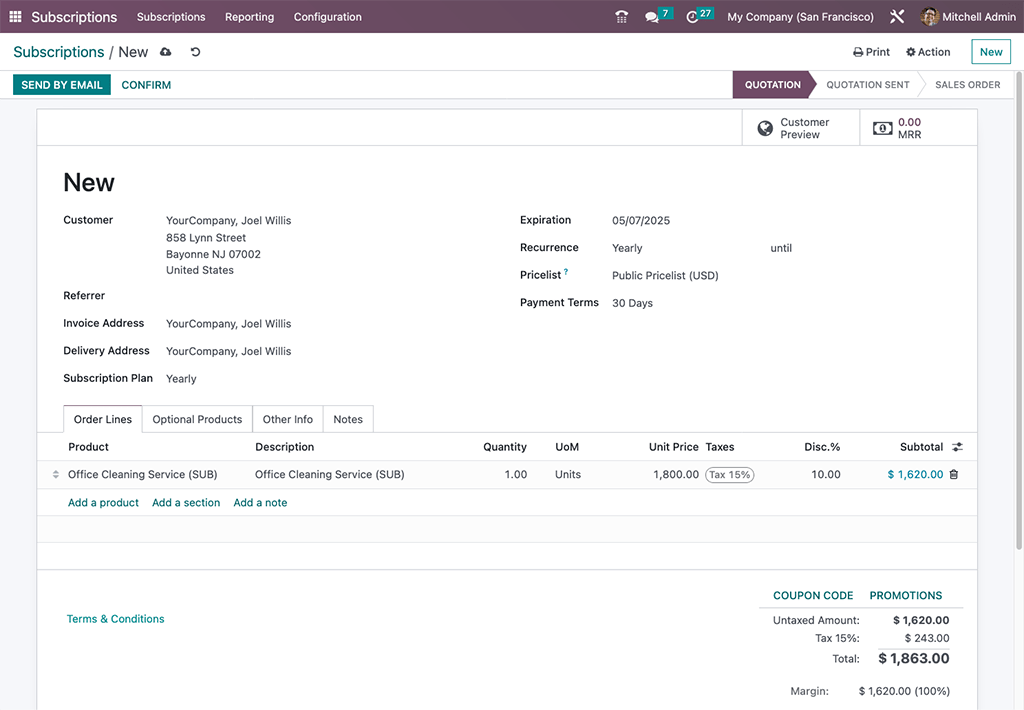 Subscriptions Subscriptions Reporting Configuration 7 27 My Company (San Francisco) Mitchell Admin
Subscriptions / New Print Action New
SEND BY EMAIL CONFIRM QUOTATION QUOTATION SENT SALES ORDER
Customer Preview 0.00 MRR
New
Customer YourCompany, Joel Willis
858 Lynn Street
Bayonne NJ 07002
United States
Referrer
Invoice Address YourCompany, Joel Willis
Delivery Address YourCompany, Joel Willis
Subscription Plan Yearly
Expiration 05/07/2025
Recurrence Yearly until
Pricelist ? Public Pricelist (USD)
Payment Terms 30 Days
Order Lines Optional Products Other Info Notes
Product Description Quantity UoM Unit Price Taxes Disc.% Subtotal
Office Cleaning Service (SUB) Office Cleaning Service (SUB) 1.00 Units 1,800.00 Tax 15% 10.00 $ 1,620.00
Add a product Add a section Add a note
COUPON CODE PROMOTIONS
Terms & Conditions
Untaxed Amount: $ 1,620.00
Tax 15%: $ 243.00
Total: $ 1,863.00
Margin: $ 1,620.00 (100%)